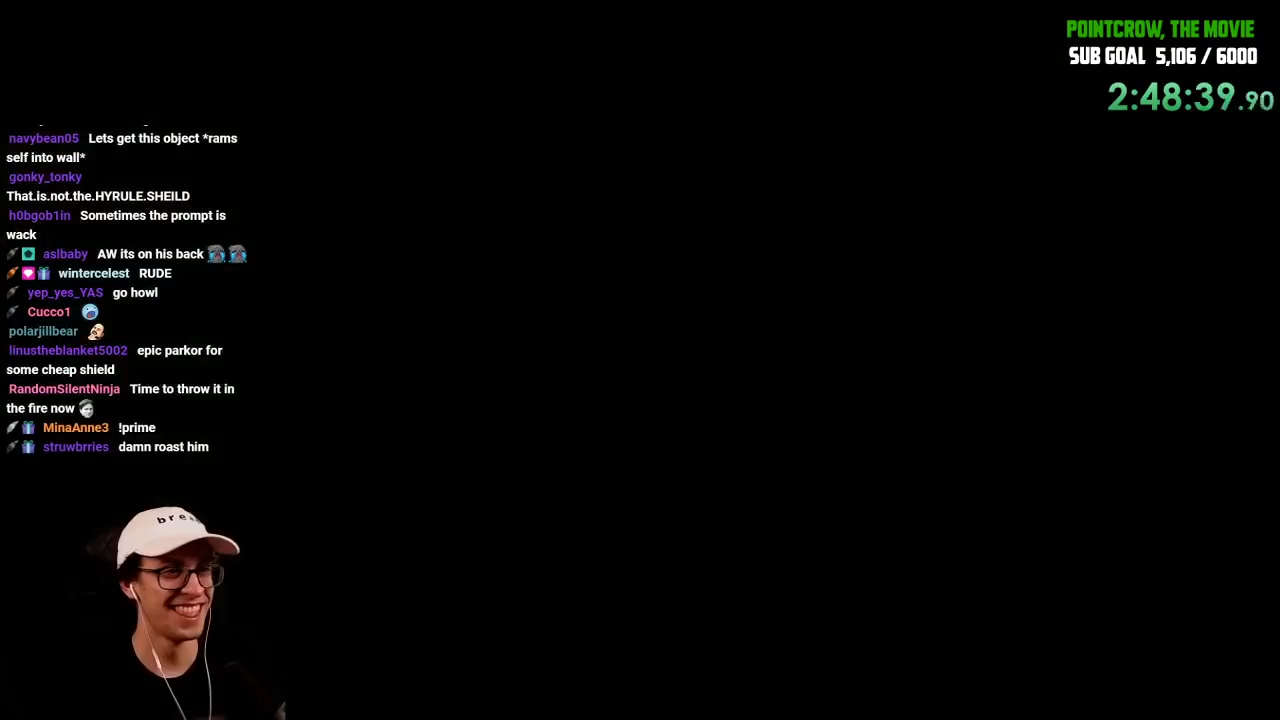 POINTCROW, THE MOVIE
SUB GOAL 5,106 / 6000
2:48:39.90
navybean05 Lets get this object *rams
self into wall*
gonky_tonky
That.is.not.the.HYRULE.SHEILD
h0bgob1in Sometimes the prompt is
wack
aslbaby AW its on his back
wintercelest RUDE
yep_yes_YAS go howl
Cucco1
polarjillbear
linustheblanket5002 epic parkor for
some cheap shield
RandomSilentNinja Time to throw it in
the fire now
MinaAnne3 !prime
struwbrries damn roast him